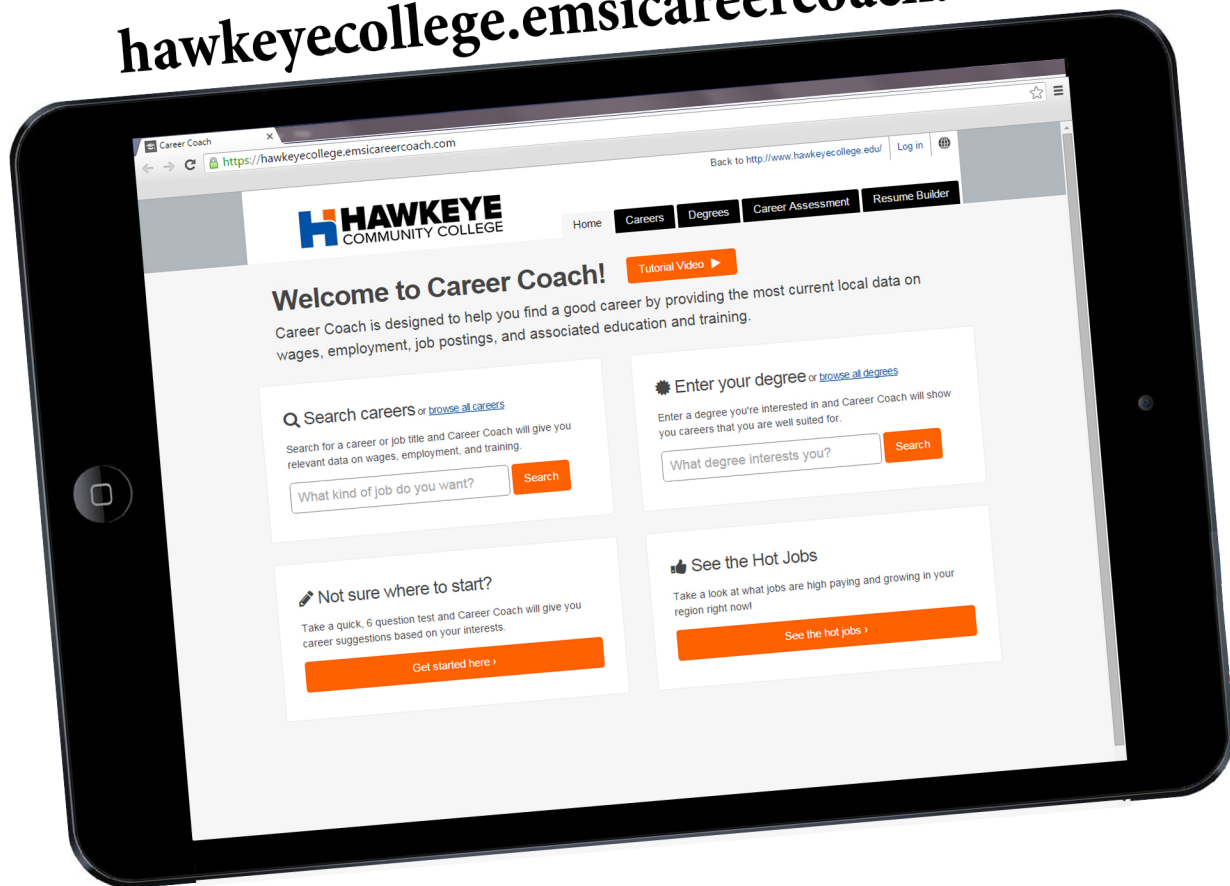 hawkeyecollege.emsicareercoach.
Career Coach
https://hawkeyecollege.emsicareercoach.com
Back to http://www.hawkeyecollege.edu/ Log in
HAWKEYE
COMMUNITY COLLEGE
Home Careers Degrees Career Assessment Resume Builder
Welcome to Career Coach! Tutorial Video
Career Coach is designed to help you find a good career by providing the most current local data on
wages, employment, job postings, and associated education and training.
Search careers or browse all careers
Search for a career or job title and Career Coach will give you
relevant data on wages, employment, and training.
What kind of job do you want? Search
Enter your degree or browse all degrees
Enter a degree you're interested in and Career Coach will show
you careers that you are well suited for.
What degree interests you? Search
Not sure where to start?
Take a quick, 6 question test and Career Coach will give you
career suggestions based on your interests.
Get started here ›
See the Hot Jobs
Take a look at what jobs are high paying and growing in your
region right now!
See the hot jobs ›